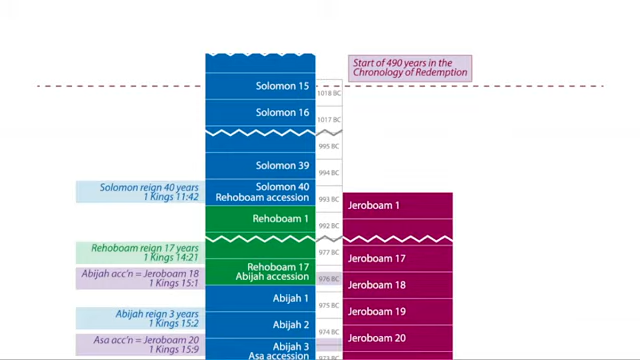 Start of 490 years in the
Chronology of Redemption
Solomon 15
1018 BC
Solomon 16
1017 BC
995 BC
Solomon 39
994 BC
Solomon reign 40 years
1 Kings 11:42
Solomon 40
Rehoboam accession
993 BC
Jeroboam 1
Rehoboam 1
992 BC
Rehoboam reign 17 years
1 Kings 14:21
977 BC
Jeroboam 17
Abijah acc'n = Jeroboam 18
1 Kings 15:1
Rehoboam 17
Abijah accession
976 BC
Jeroboam 18
Abijah 1
975 BC
Jeroboam 19
Abijah reign 3 years
1 Kings 15:2
Abijah 2
974 BC
Jeroboam 20
Asa acc'n = Jeroboam 20
1 Kings 15:9
Abijah 3
Asa accession
973 BC